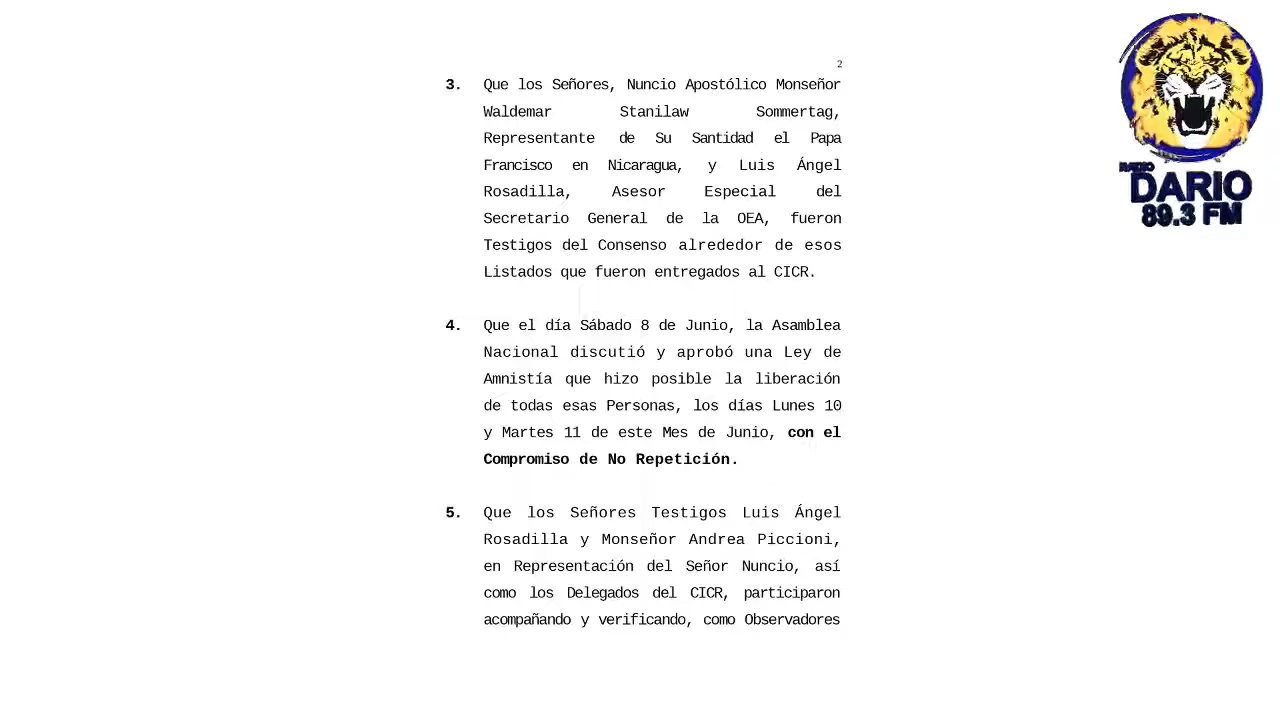 2
3. Que los Señores, Nuncio Apostólico Monseñor
Waldemar Stanilaw Sommertag,
Representante de Su Santidad el Papa
Francisco en Nicaragua, y Luis Ángel
Rosadilla, Asesor Especial del
Secretario General de la OEA, fueron
Testigos del Consenso alrededor de esos
Listados que fueron entregados al CICR.
4. Que el día Sábado 8 de Junio, la Asamblea
Nacional discutió y aprobó una Ley de
Amnistía que hizo posible la liberación
de todas esas Personas, los días Lunes 10
y Martes 11 de este Mes de Junio, con el
Compromiso de No Repetición.
5. Que los Señores Testigos Luis Ángel
Rosadilla y Monseñor Andrea Piccioni,
en Representación del Señor Nuncio, así
como los Delegados del CICR, participaron
acompañando y verificando, como Observadores
RADIO
DARIO
89.3 FM